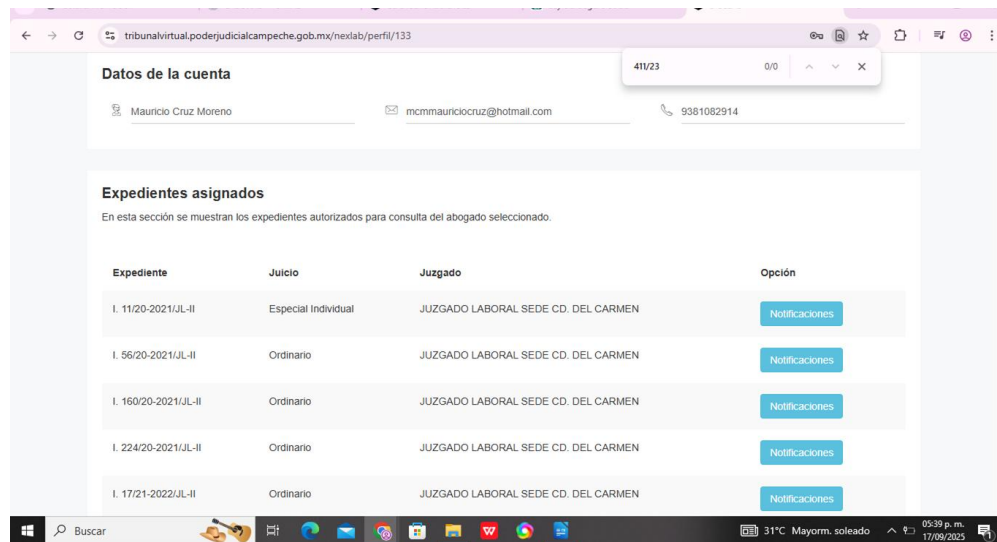 tribunalvirtual.poderjudicialcampeche.gob.mx/nexlab/perfil/133
411/23 0/0
Datos de la cuenta
Mauricio Cruz Moreno mcmmauriciocruz@hotmail.com 9381082914
Expedientes asignados
En esta sección se muestran los expedientes autorizados para consulta del abogado seleccionado.
Expediente Juicio Juzgado Opción
I. 11/20-2021/JL-II Especial Individual JUZGADO LABORAL SEDE CD. DEL CARMEN Notificaciones
I. 56/20-2021/JL-II Ordinario JUZGADO LABORAL SEDE CD. DEL CARMEN Notificaciones
I. 160/20-2021/JL-II Ordinario JUZGADO LABORAL SEDE CD. DEL CARMEN Notificaciones
I. 224/20-2021/JL-II Ordinario JUZGADO LABORAL SEDE CD. DEL CARMEN Notificaciones
I. 17/21-2022/JL-II Ordinario JUZGADO LABORAL SEDE CD. DEL CARMEN Notificaciones
Buscar 31°C Mayorm. soleado 05:39 p. m.
17/09/2025